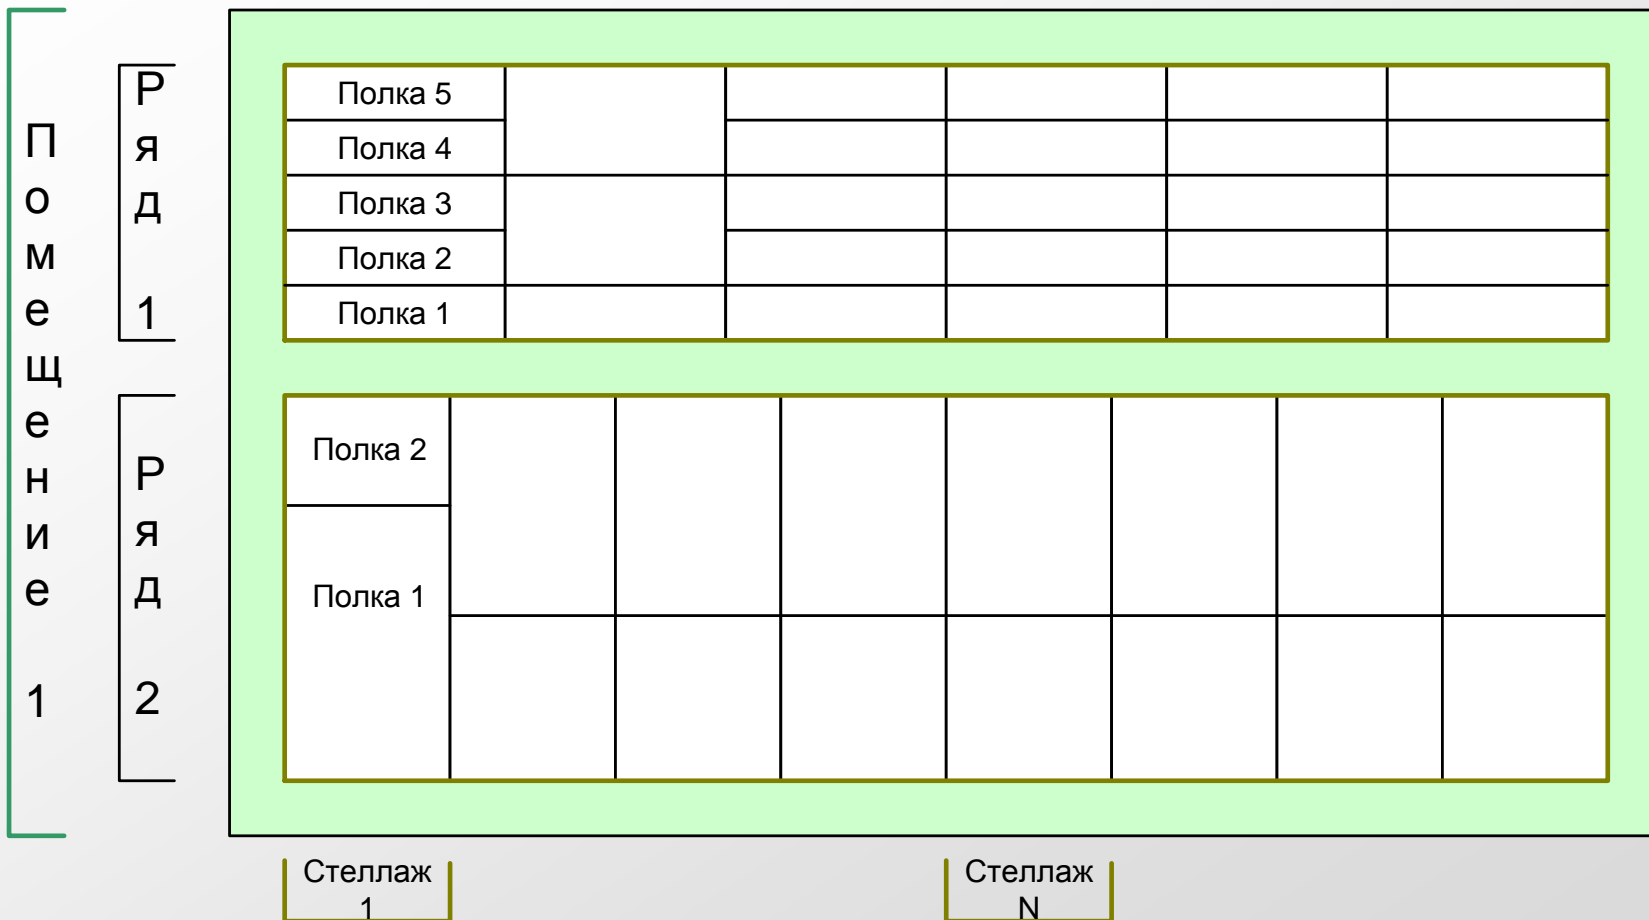 Помещение 1
Ряд 1
Полка 5
Полка 4
Полка 3
Полка 2
Полка 1
Ряд 2
Полка 2
Полка 1
Стеллаж
1
Стеллаж
N